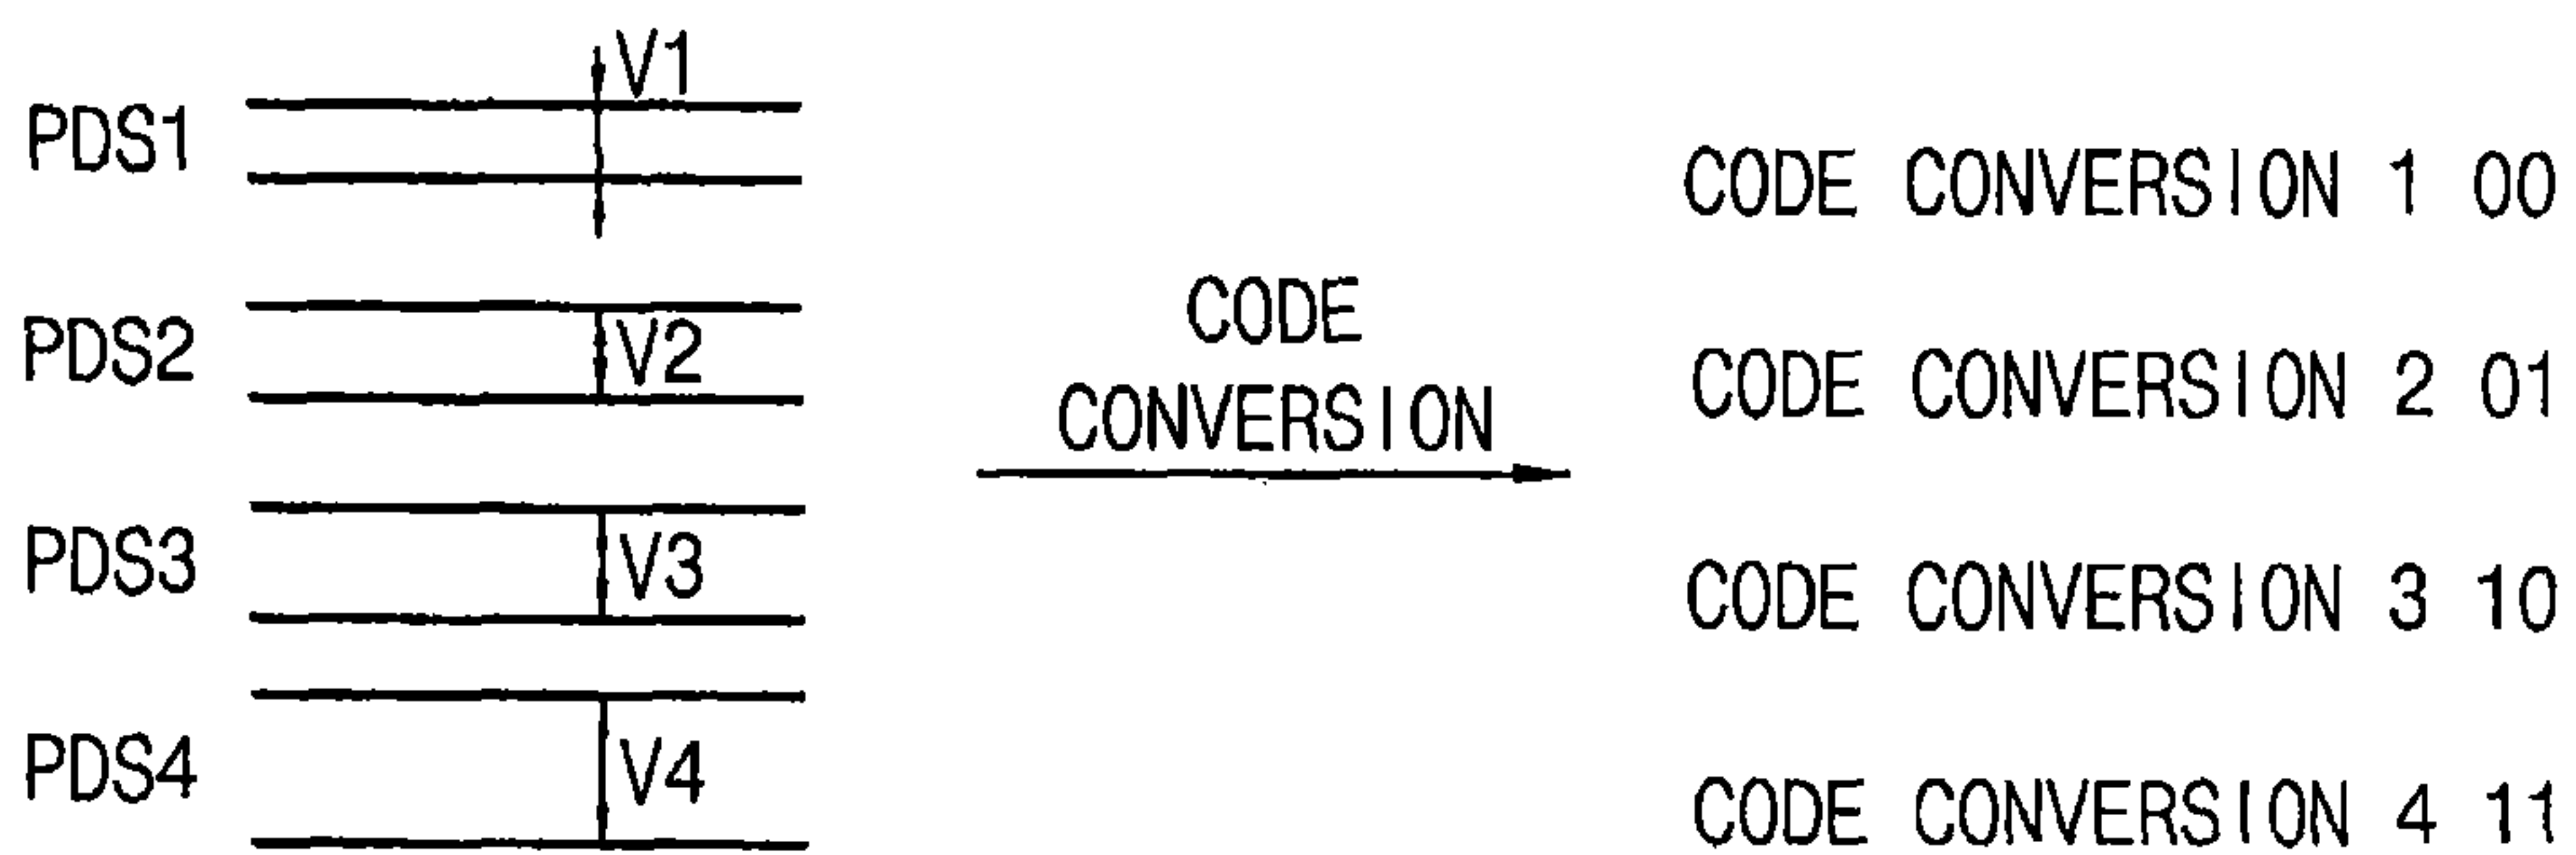 V1
PDS1
CODE CONVERSION 1 00
PDS2 V2
CODE
CONVERSION
CODE CONVERSION 2 01
PDS3 V3
CODE CONVERSION 3 10
PDS4 V4
CODE CONVERSION 4 11